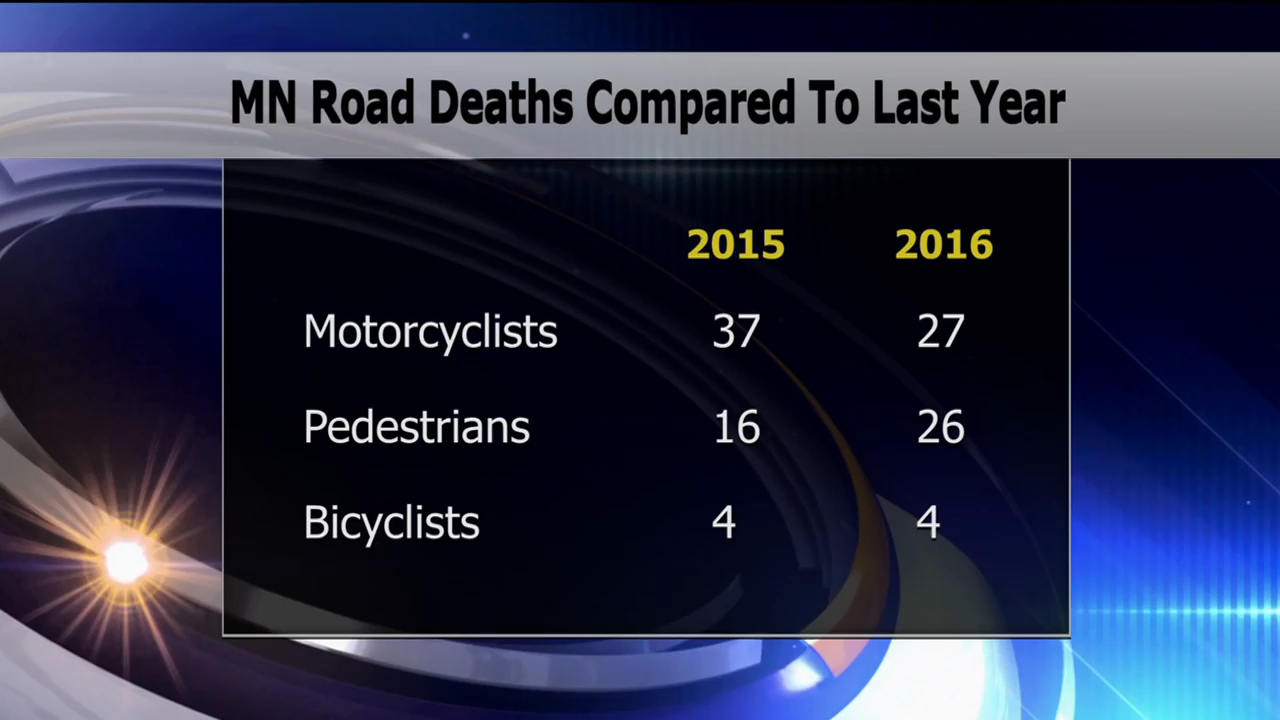 MN Road Deaths Compared To Last Year
2015 2016
Motorcyclists 37 27
Pedestrians 16 26
Bicyclists 4 4